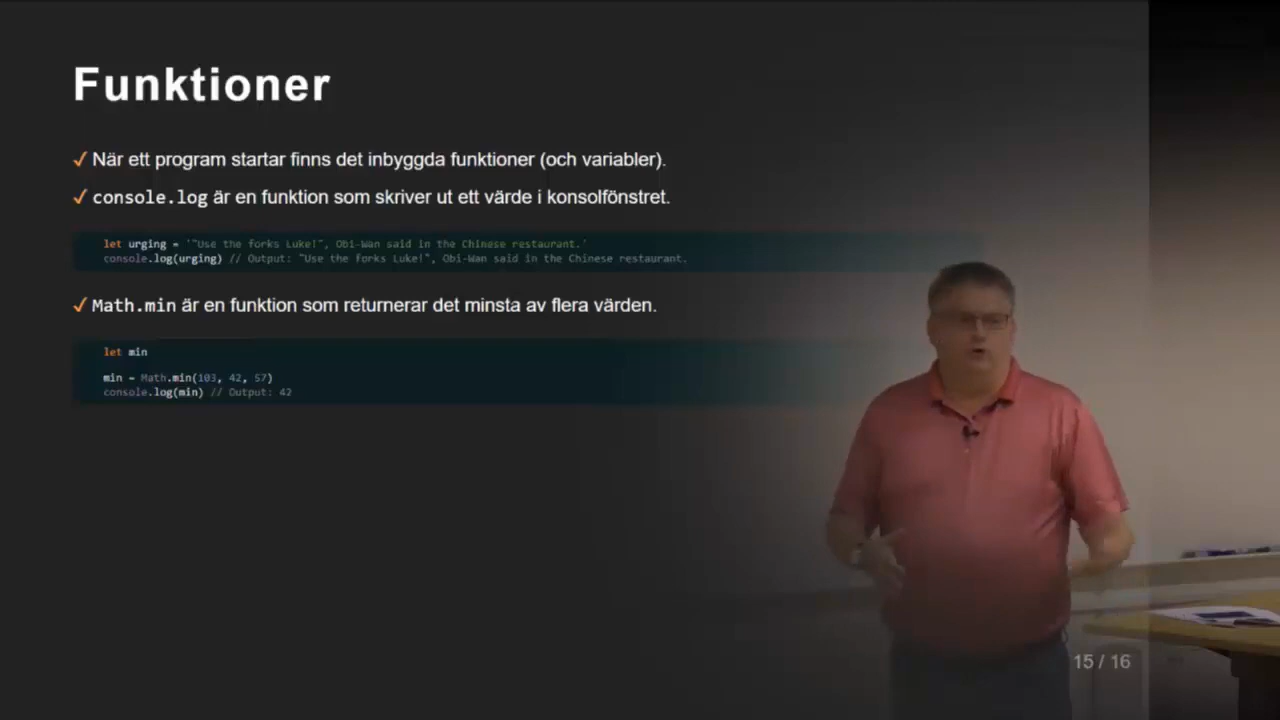 Funktioner
✓ När ett program startar finns det inbyggda funktioner (och variabler).
✓ console.log är en funktion som skriver ut ett värde i konsolfönstret.
let urging = '"Use the forks Luke!", Obi-Wan said in the Chinese restaurant.'
console.log(urging) // Output: "Use the forks Luke!", Obi-Wan said in the Chinese restaurant.
✓ Math.min är en funktion som returnerar det minsta av flera värden.
let min
min = Math.min(103, 42, 57)
console.log(min) // Output: 42
15 / 16